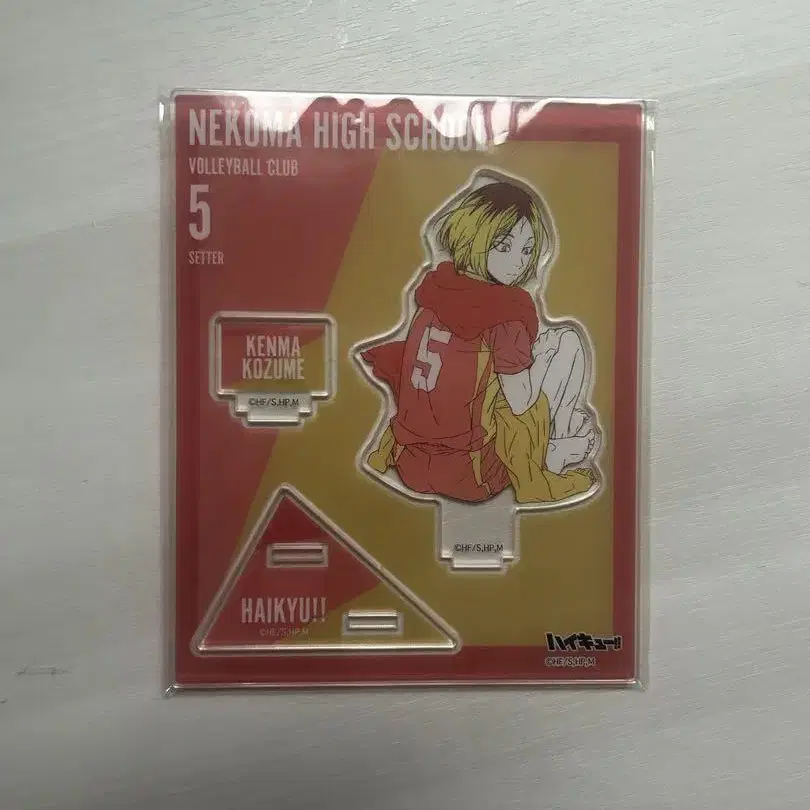 NEKOMA HIGH SCHOOL
VOLLEYBALL CLUB
5
SETTER
5
KENMA
KOZUME
©HF/S,HP,M
©HF/S,HP,M
HAIKYU!!
©HF/S,HP,M
ハイキュー!!
©HF/S,HP,M